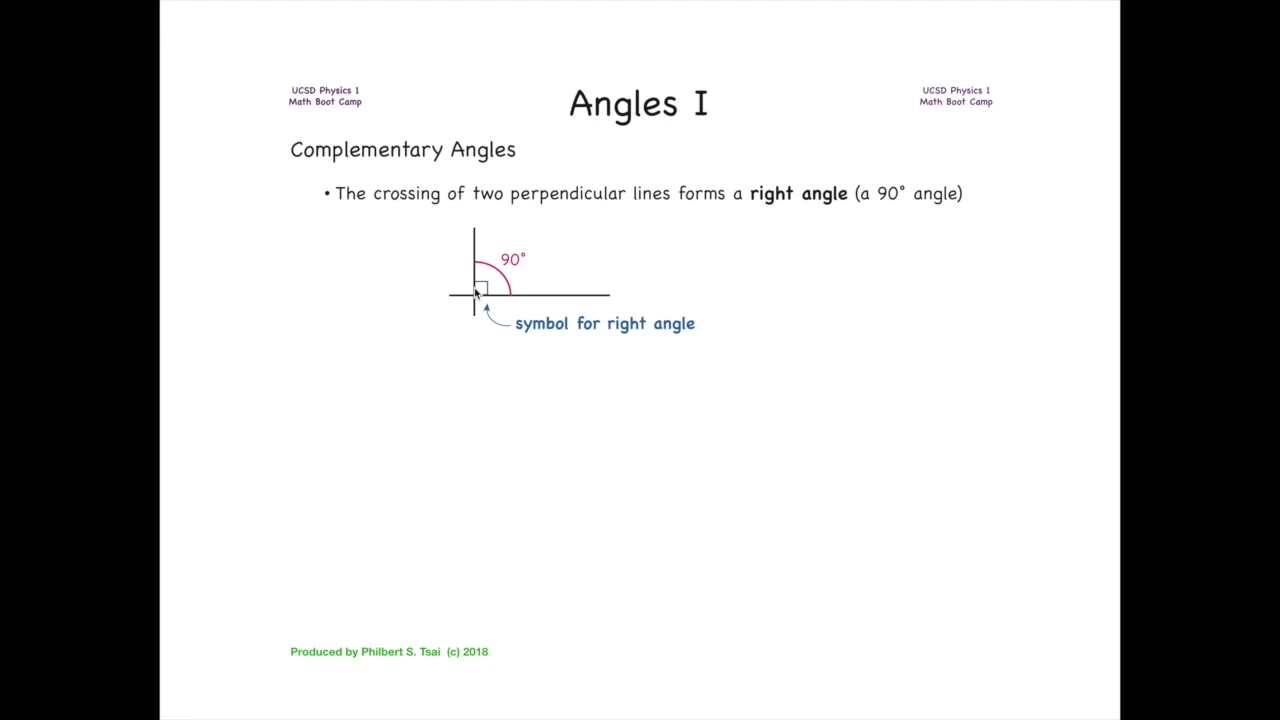 UCSD Physics 1
Math Boot Camp
Angles I
UCSD Physics 1
Math Boot Camp
Complementary Angles
• The crossing of two perpendicular lines forms a right angle (a 90° angle)
90°
symbol for right angle
Produced by Philbert S. Tsai (c) 2018